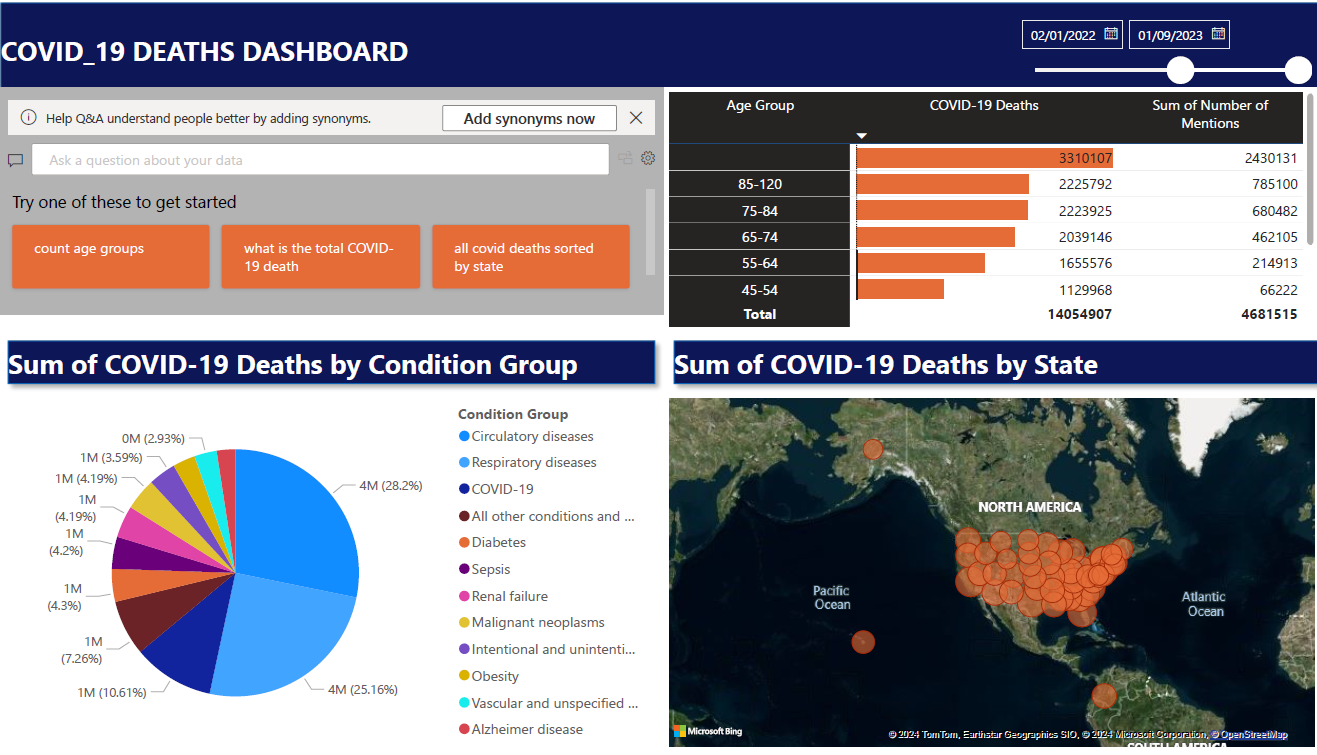 COVID_19 DEATHS DASHBOARD
02/01/2022
01/09/2023
Help Q&A understand people better by adding synonyms.
Add synonyms now
Ask a question about your data
Try one of these to get started
count age groups
what is the total COVID-
19 death
all covid deaths sorted
by state
Age Group COVID-19 Deaths Sum of Number of
Mentions
3310107 2430131
85-120 2225792 785100
75-84 2223925 680482
65-74 2039146 462105
55-64 1655576 214913
45-54 1129968 66222
Total 14054907 4681515
Sum of COVID-19 Deaths by Condition Group
0M (2.93%)
1M (3.59%)
1M (4.19%)
1M
(4.19%)
1M
(4.2%)
1M
(4.3%)
1M
(7.26%)
1M (10.61%)
4M (28.2%)
4M (25.16%)
Condition Group
Circulatory diseases
Respiratory diseases
COVID-19
All other conditions and ...
Diabetes
Sepsis
Renal failure
Malignant neoplasms
Intentional and unintenti...
Obesity
Vascular and unspecified ...
Alzheimer disease
Sum of COVID-19 Deaths by State
NORTH AMERICA
Pacific
Ocean
Atlantic
Ocean
Microsoft Bing
© 2024 TomTom, Earthstar Geographics SIO, © 2024 Microsoft Corporation, © OpenStreetMap
SOUTH AMERICA